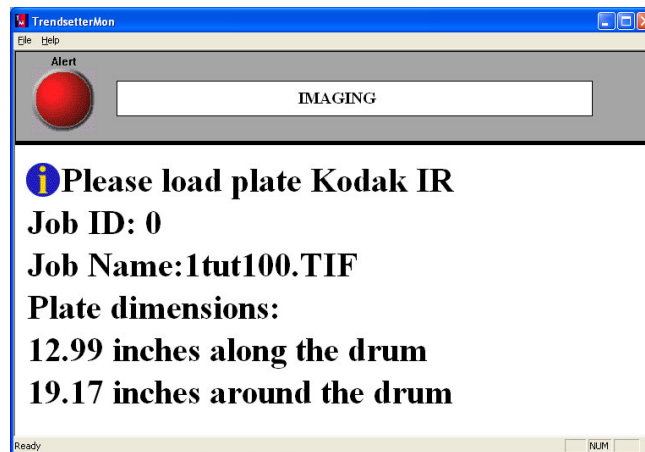 TrendsetterMon
File Help
Alert
IMAGING
Please load plate Kodak IR
Job ID: 0
Job Name:1tut100.TIF
Plate dimensions:
12.99 inches along the drum
19.17 inches around the drum
Ready NUM